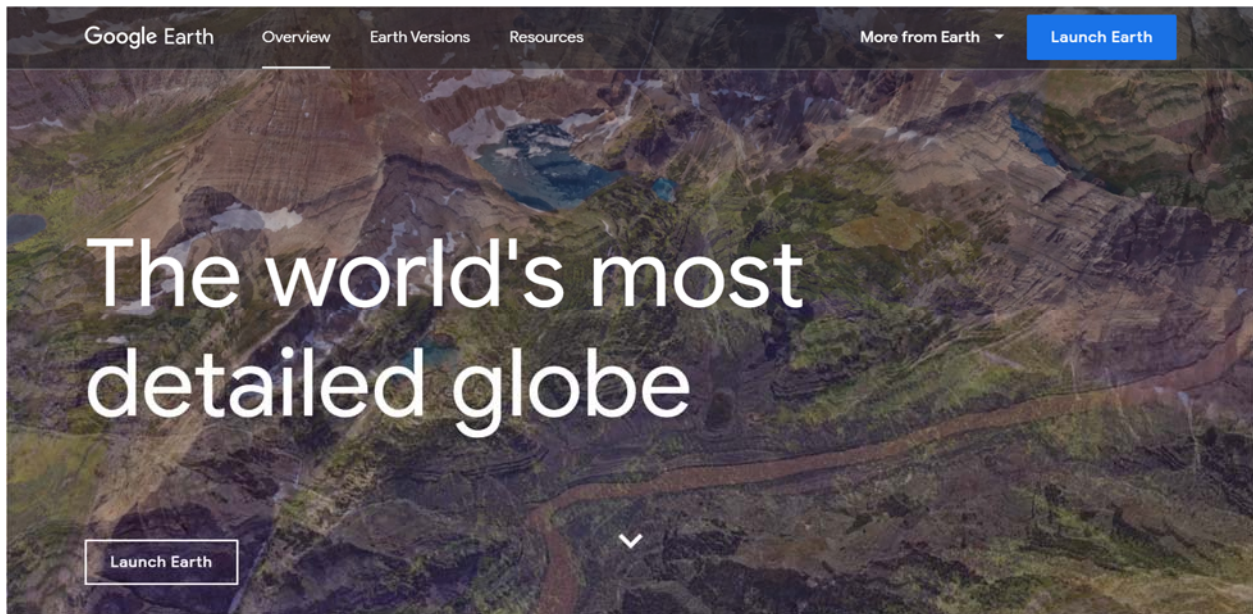 Google Earth Overview Earth Versions Resources More from Earth Launch Earth
The world's most
detailed globe
Launch Earth